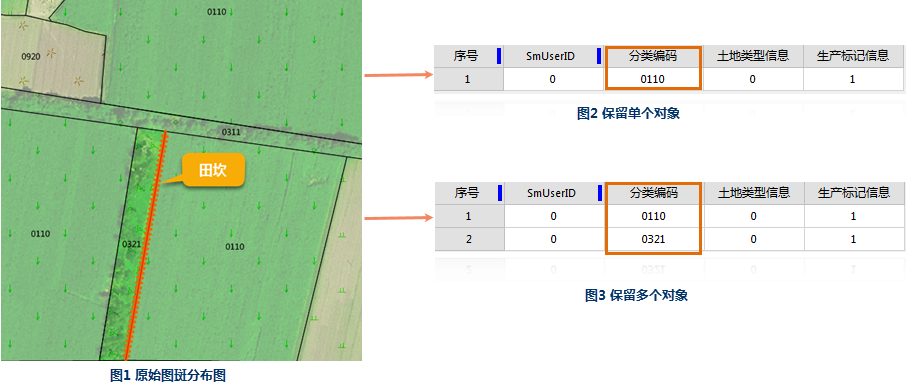 0110
0920
0311
田坎
0110
0321
0110
图1 原始图斑分布图
序号 SmUserID 分类编码 土地类型信息 生产标记信息
1 0 0110 0 1
图2 保留单个对象
序号 SmUserID 分类编码 土地类型信息 生产标记信息
1 0 0110 0 1
2 0 0321 0 1
图3 保留多个对象